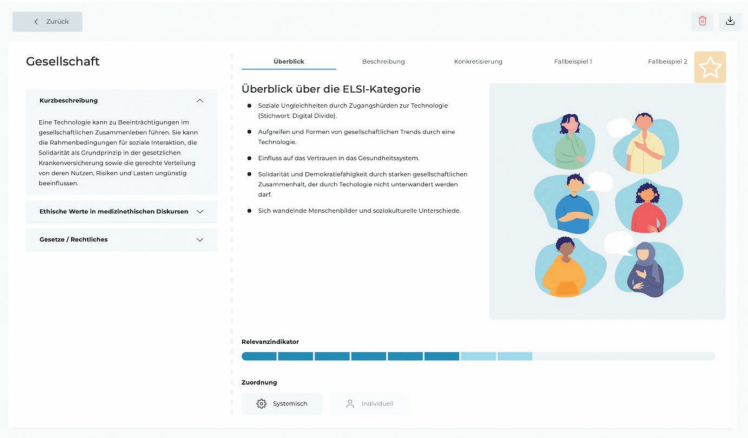 Zurück
Gesellschaft
Kurzbeschreibung
Eine Technologie kann zu Beeinträchtigungen im
gesellschaftlichen Zusammenleben führen. Sie kann
die Rahmenbedingungen für soziale Interaktion, die
Solidarität als Grundprinzip in der gesetzlichen
Krankenversicherung sowie die gerechte Verteilung
von deren Nutzen, Risiken und Lasten ungünstig
beeinflussen.
Ethische Werte in medizinethischen Diskursen
Gesetze / Rechtliches
Überblick
Beschreibung
Konkretisierung
Fallbeispiel 1
Fallbeispiel 2
Überblick über die ELSI-Kategorie
Soziale Ungleichheiten durch Zugangshürden zur Technologie
(Stichwort: Digital Divide).
Aufgreifen und Formen von gesellschaftlichen Trends durch eine
Technologie.
Einfluss auf das Vertrauen in das Gesundheitssystem.
Solidarität und Demokratiefähigkeit durch starken gesellschaftlichen
Zusammenhalt, der durch Techologie nicht unterwandert werden
darf.
Sich wandelnde Menschenbilder und soziokulturelle Unterschiede.
Relevanzindikator
Zuordnung
Systemisch
Individuell